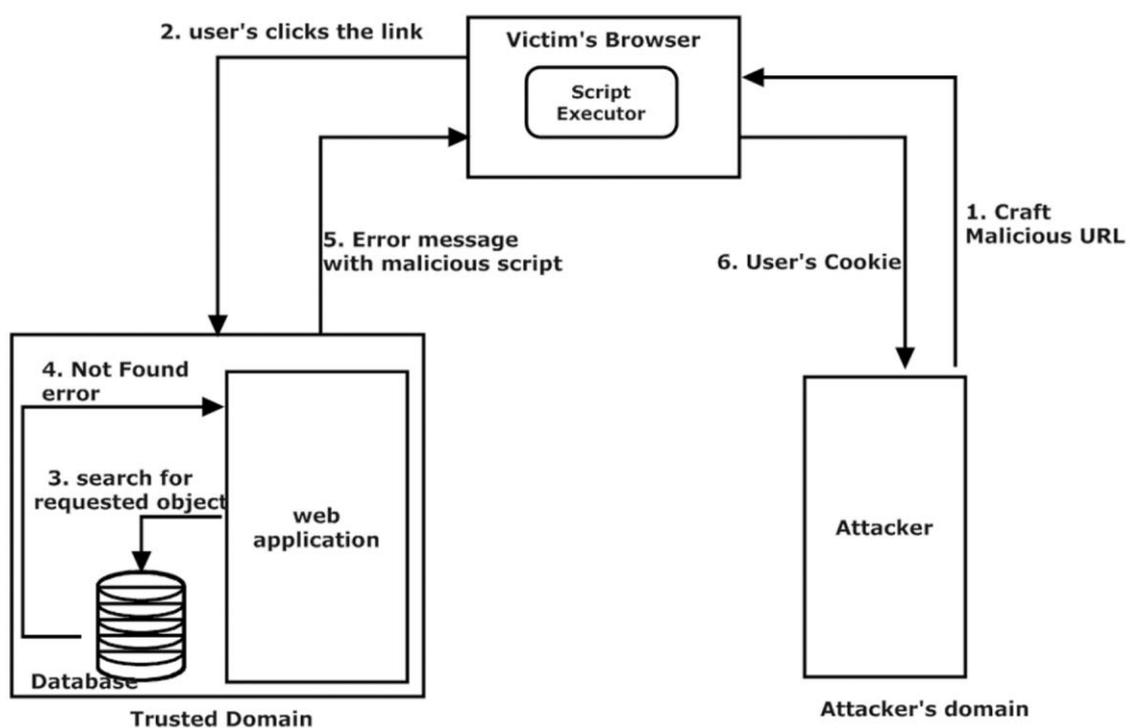 2. user's clicks the link
Victim's Browser
Script
Executor
1. Craft
Malicious URL
5. Error message
with malicious script
6. User's Cookie
4. Not Found
error
3. search for
requested object
web
application
Attacker
Database
Trusted Domain
Attacker's domain